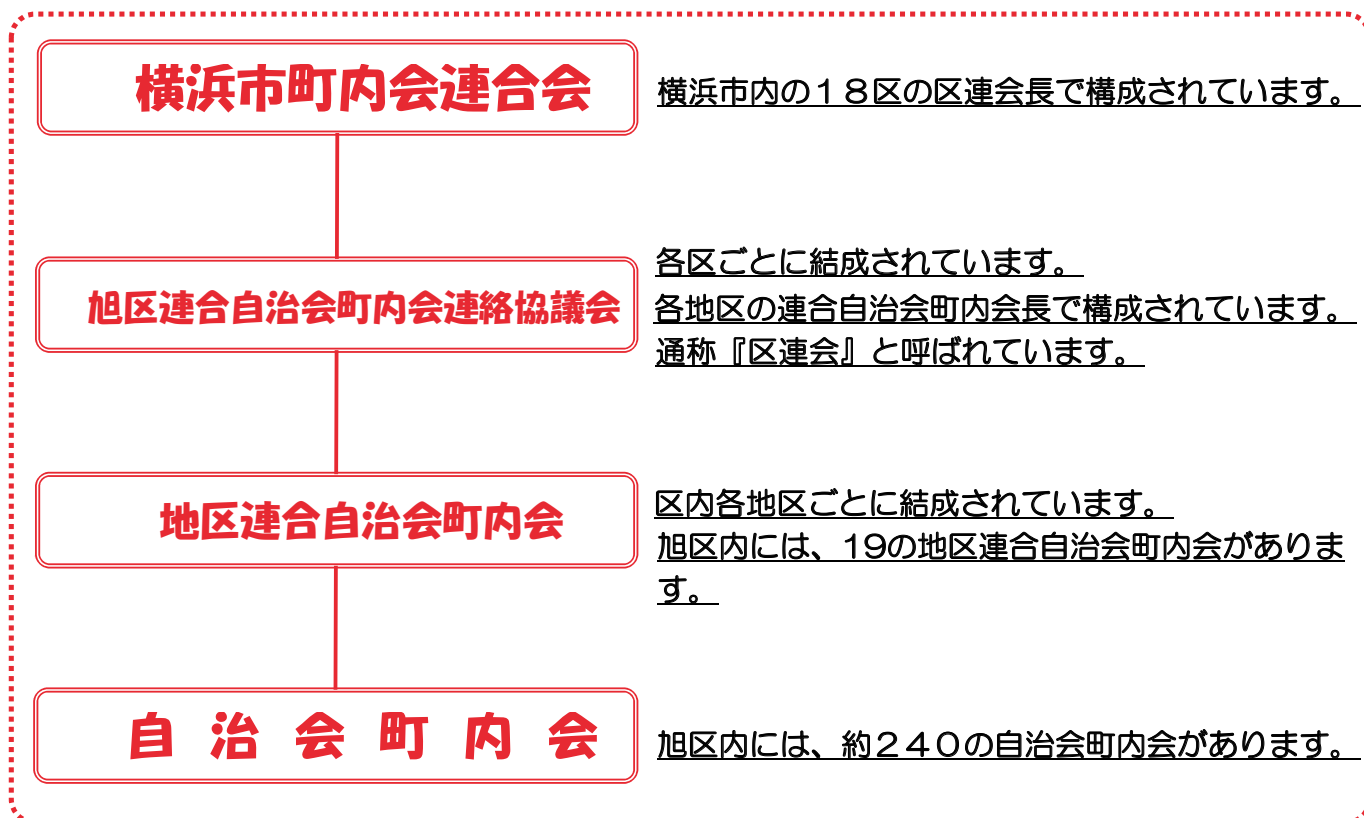 横浜市町内会連合会
横浜市内の１８区の区連会長で構成されています。
旭区連合自治会町内会連絡協議会
各区ごとに結成されています。
各地区の連合自治会町内会長で構成されています。
通称『区連会』と呼ばれています。
地区連合自治会町内会
区内各地区ごとに結成されています。
旭区内には、19の地区連合自治会町内会がありま
す。
自治会町内会
旭区内には、約２４０の自治会町内会があります。